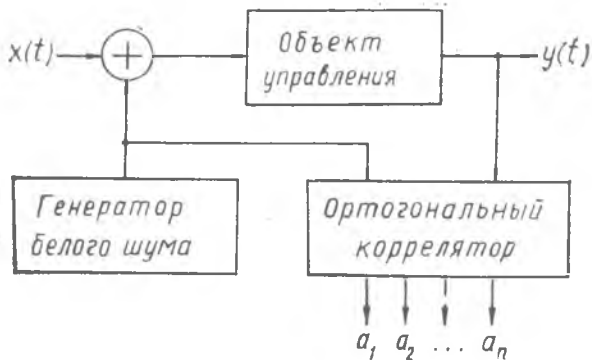 x(t)
+
Объект
управления
y(t)
Генератор
белого шума
Ортогональный
коррелятор
a₁ a₂ ... aₙ